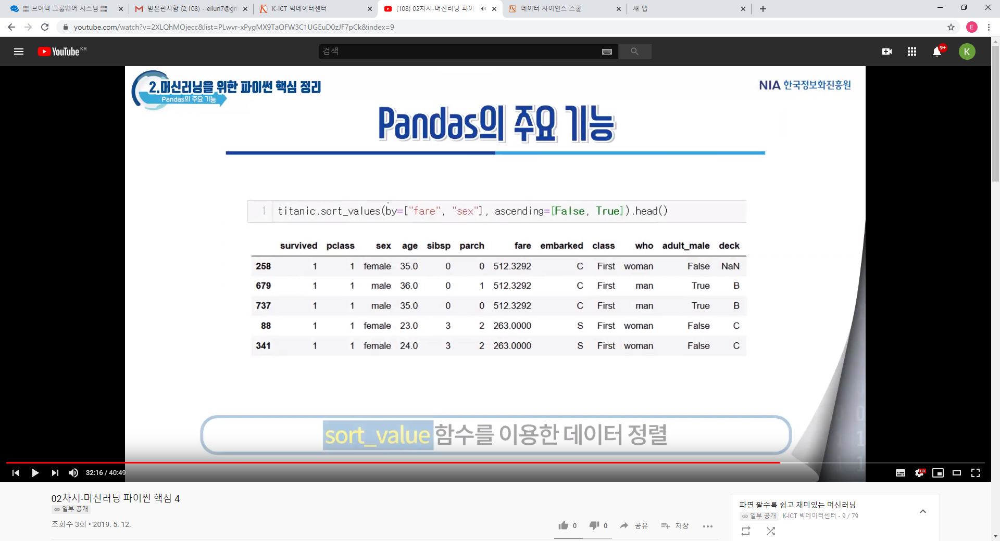 브이텍 그룹웨어 시스템
받은편지함 (2,108) - ellun7@gm
K-ICT 빅데이터센터
(108) 02차시-머신러닝 파이
데이터 사이언스 스쿨
새 탭
youtube.com/watch?v=2XLQhMOjecc&list=PLwvr-xPygMX9TaQFW3C1UGEuD0zJF7pCk&index=9
E
YouTube KR
검색
9+
K
2.머신러닝을 위한 파이썬 핵심 정리
Pandas의 주요 기능
NIA 한국정보화진흥원
Pandas의 주요 기능
1 titanic.sort_values(by=["fare", "sex"], ascending=[False, True]).head()
survived pclass sex age sibsp parch fare embarked class who adult_male deck
258 1 1 female 35.0 0 0 512.3292 C First woman False NaN
679 1 1 male 36.0 0 1 512.3292 C First man True B
737 1 1 male 35.0 0 0 512.3292 C First man True B
88 1 1 female 23.0 3 2 263.0000 S First woman False C
341 1 1 female 24.0 3 2 263.0000 S First woman False C
sort_value 함수를 이용한 데이터 정렬
32:16 / 40:49
HD
02차시-머신러닝 파이썬 핵심 4
일부 공개
조회수 3회 • 2019. 5. 12.
0
0
공유
저장
파면 팔수록 쉽고 재미있는 머신러닝
일부 공개 K-ICT 빅데이터센터 - 9 / 79